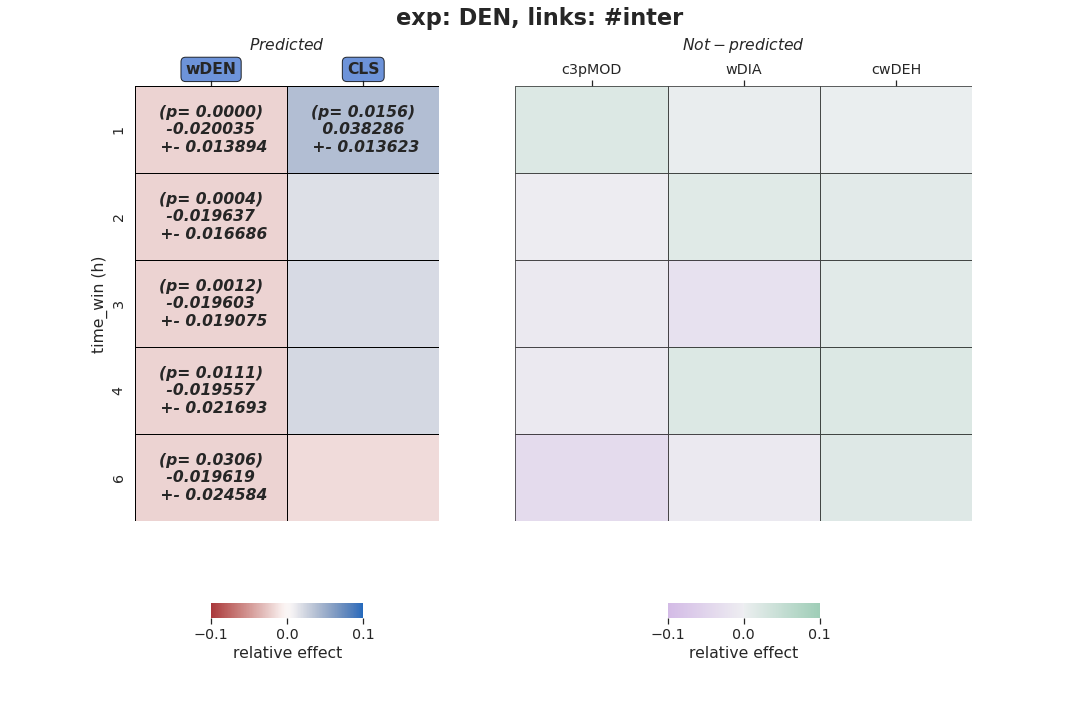 exp: DEN, links: #inter
Predicted
Not − predicted
wDEN CLS
c3pMOD wDIA cwDEH
time_win (h)
1
(p= 0.0000)
-0.020035
+- 0.013894
(p= 0.0156)
0.038286
+- 0.013623
2
(p= 0.0004)
-0.019637
+- 0.016686
3
(p= 0.0012)
-0.019603
+- 0.019075
4
(p= 0.0111)
-0.019557
+- 0.021693
6
(p= 0.0306)
-0.019619
+- 0.024584
−0.1 0.0 0.1
relative effect
−0.1 0.0 0.1
relative effect